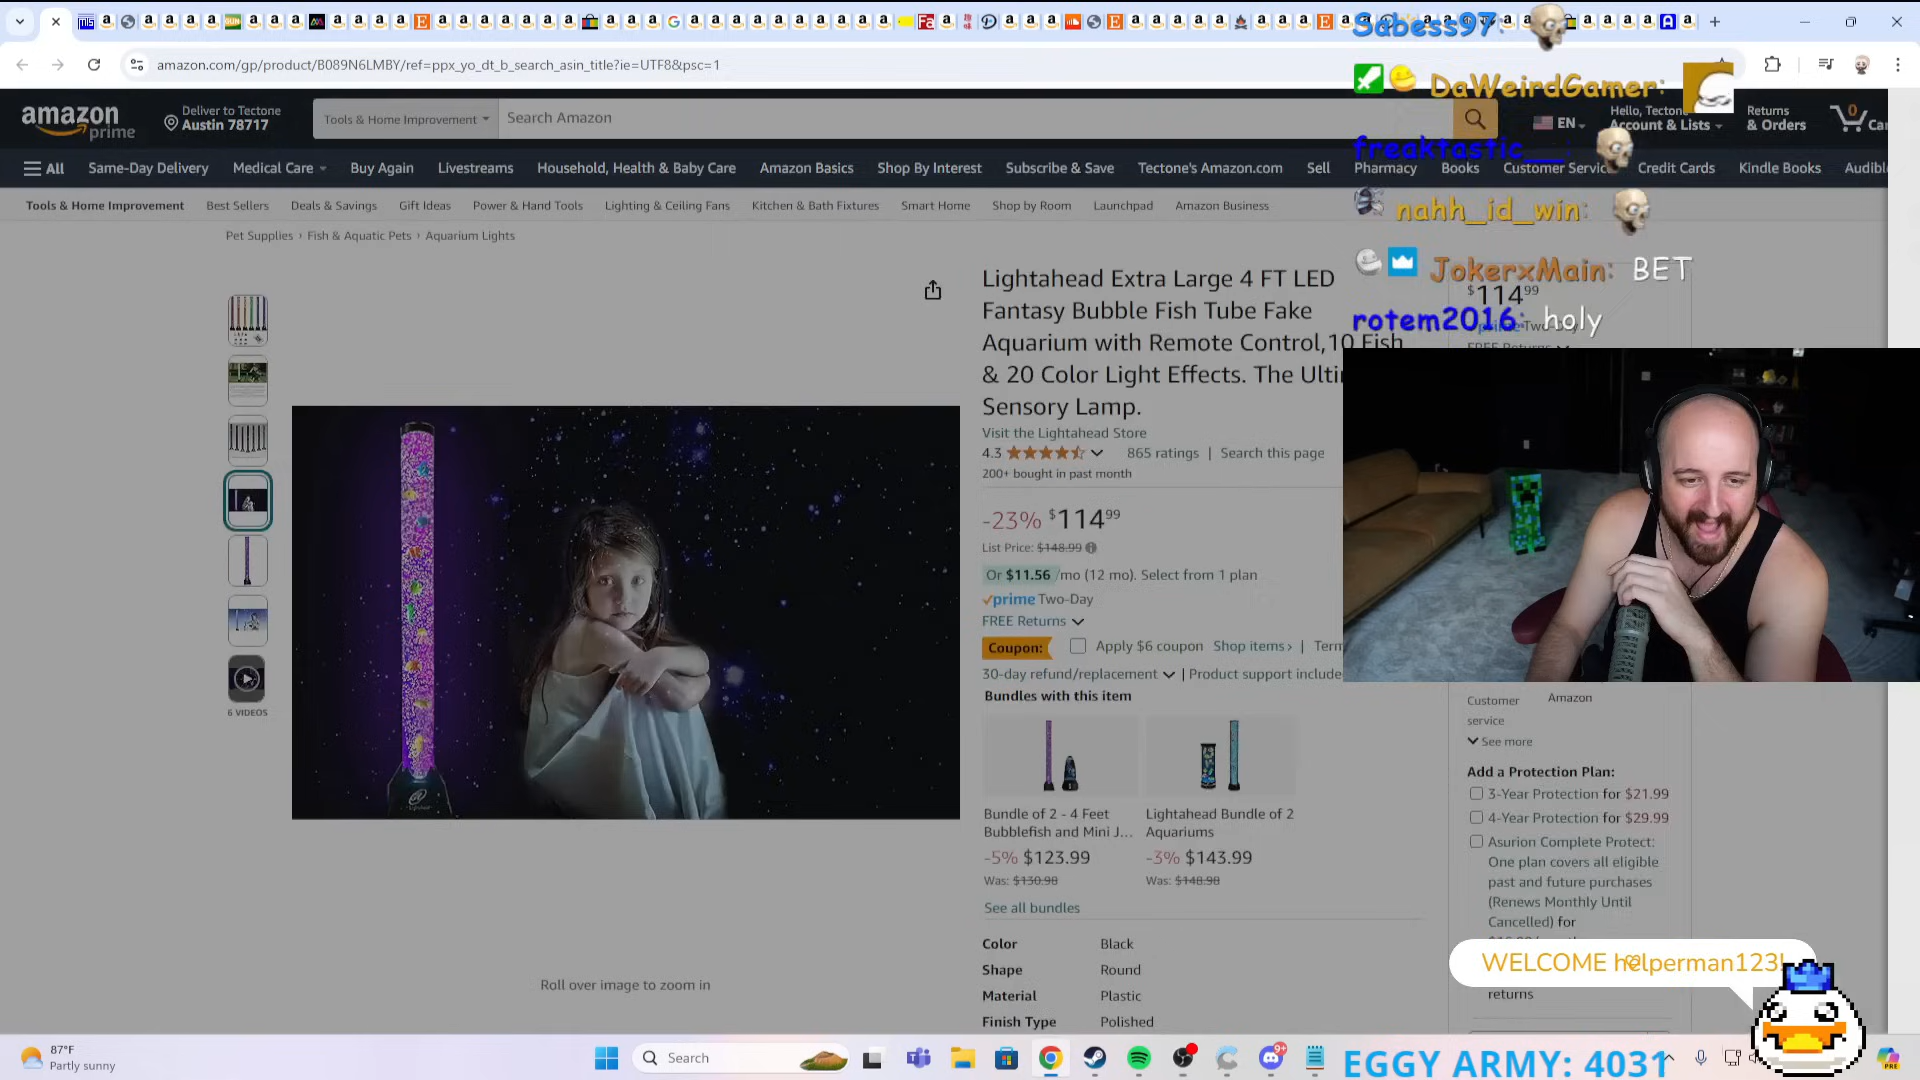 amazon.com/gp/product/B089N6LMBY/ref=ppx_yo_dt_b_search_asin_title?ie=UTF8&psc=1
Sabess97:
DaWeirdGamer:
freaktastic__:
nahh_id_win:
JokerxMain: BET
rotem2016: holy
amazon prime
Deliver to Tectone
Austin 78717
Tools & Home Improvement
Search Amazon
EN
Hello, Tectone
Account & Lists
Returns
& Orders
0
All
Same-Day Delivery
Medical Care
Buy Again
Livestreams
Household, Health & Baby Care
Amazon Basics
Shop By Interest
Subscribe & Save
Tectone's Amazon.com
Sell
Pharmacy
Books
Customer Service
Credit Cards
Kindle Books
Tools & Home Improvement
Best Sellers
Deals & Savings
Gift Ideas
Power & Hand Tools
Lighting & Ceiling Fans
Kitchen & Bath Fixtures
Smart Home
Shop by Room
Launchpad
Amazon Business
Pet Supplies › Fish & Aquatic Pets › Aquarium Lights
6 VIDEOS
Roll over image to zoom in
Lightahead Extra Large 4 FT LED
Fantasy Bubble Fish Tube Fake
Aquarium with Remote Control,10 Fish
& 20 Color Light Effects. The Ulti
Sensory Lamp.
Visit the Lightahead Store
4.3 865 ratings | Search this page
200+ bought in past month
-23% $114.99
List Price: $148.99
Or $11.56 /mo (12 mo). Select from 1 plan
prime Two-Day
FREE Returns
Coupon: Apply $6 coupon Shop items › | Term
30-day refund/replacement | Product support include
Bundles with this item
Bundle of 2 - 4 Feet
Bubblefish and Mini J...
-5% $123.99
Was: $130.98
Lightahead Bundle of 2
Aquariums
-3% $143.99
Was: $148.98
See all bundles
Color Black
Shape Round
Material Plastic
Finish Type Polished
$114.99
prime Two-Day
FREE Returns
Customer service Amazon
See more
Add a Protection Plan:
3-Year Protection for $21.99
4-Year Protection for $29.99
Asurion Complete Protect:
One plan covers all eligible
past and future purchases
(Renews Monthly Until
Cancelled) for
WELCOME helperman123!
returns
87°F
Partly sunny
Search
9+
EGGY ARMY: 4031
PRE